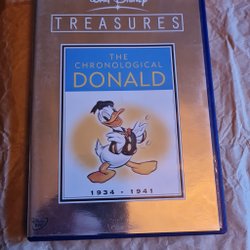 Walt Disney
TREASURES
THE
CHRONOLOGICAL
DONALD
1934 • 1941